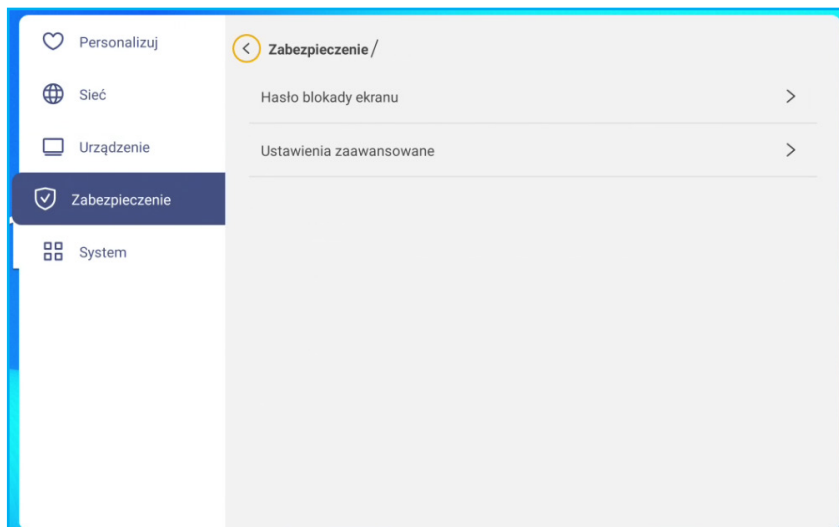 Personalizuj
Sieć
Urządzenie
Zabezpieczenie
System
Zabezpieczenie /
Hasło blokady ekranu
Ustawienia zaawansowane